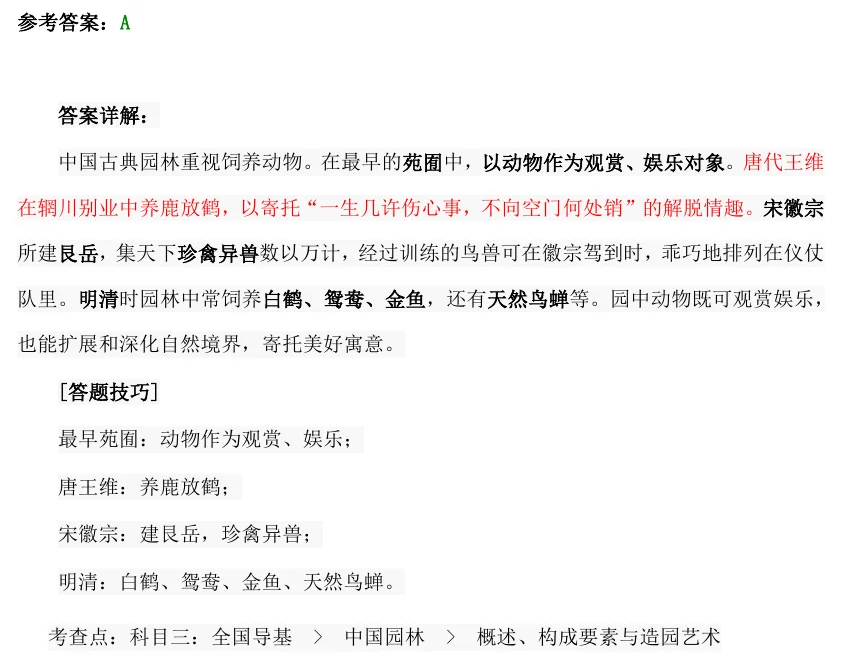 参考答案：A
答案详解：
中国古典园林重视饲养动物。在最早的苑囿中，以动物作为观赏、娱乐对象。唐代王维
在辋川别业中养鹿放鹤，以寄托“一生几许伤心事，不向空门何处销”的解脱情趣。宋徽宗
所建艮岳，集天下珍禽异兽数以万计，经过训练的鸟兽可在徽宗驾到时，乖巧地排列在仪仗
队里。明清时园林中常饲养白鹤、鸳鸯、金鱼，还有天然鸟蝉等。园中动物既可观赏娱乐，
也能扩展和深化自然境界，寄托美好寓意。
[答题技巧]
最早苑囿：动物作为观赏、娱乐；
唐王维：养鹿放鹤；
宋徽宗：建艮岳，珍禽异兽；
明清：白鹤、鸳鸯、金鱼、天然鸟蝉。
考查点：科目三：全国导基 > 中国园林 > 概述、构成要素与造园艺术